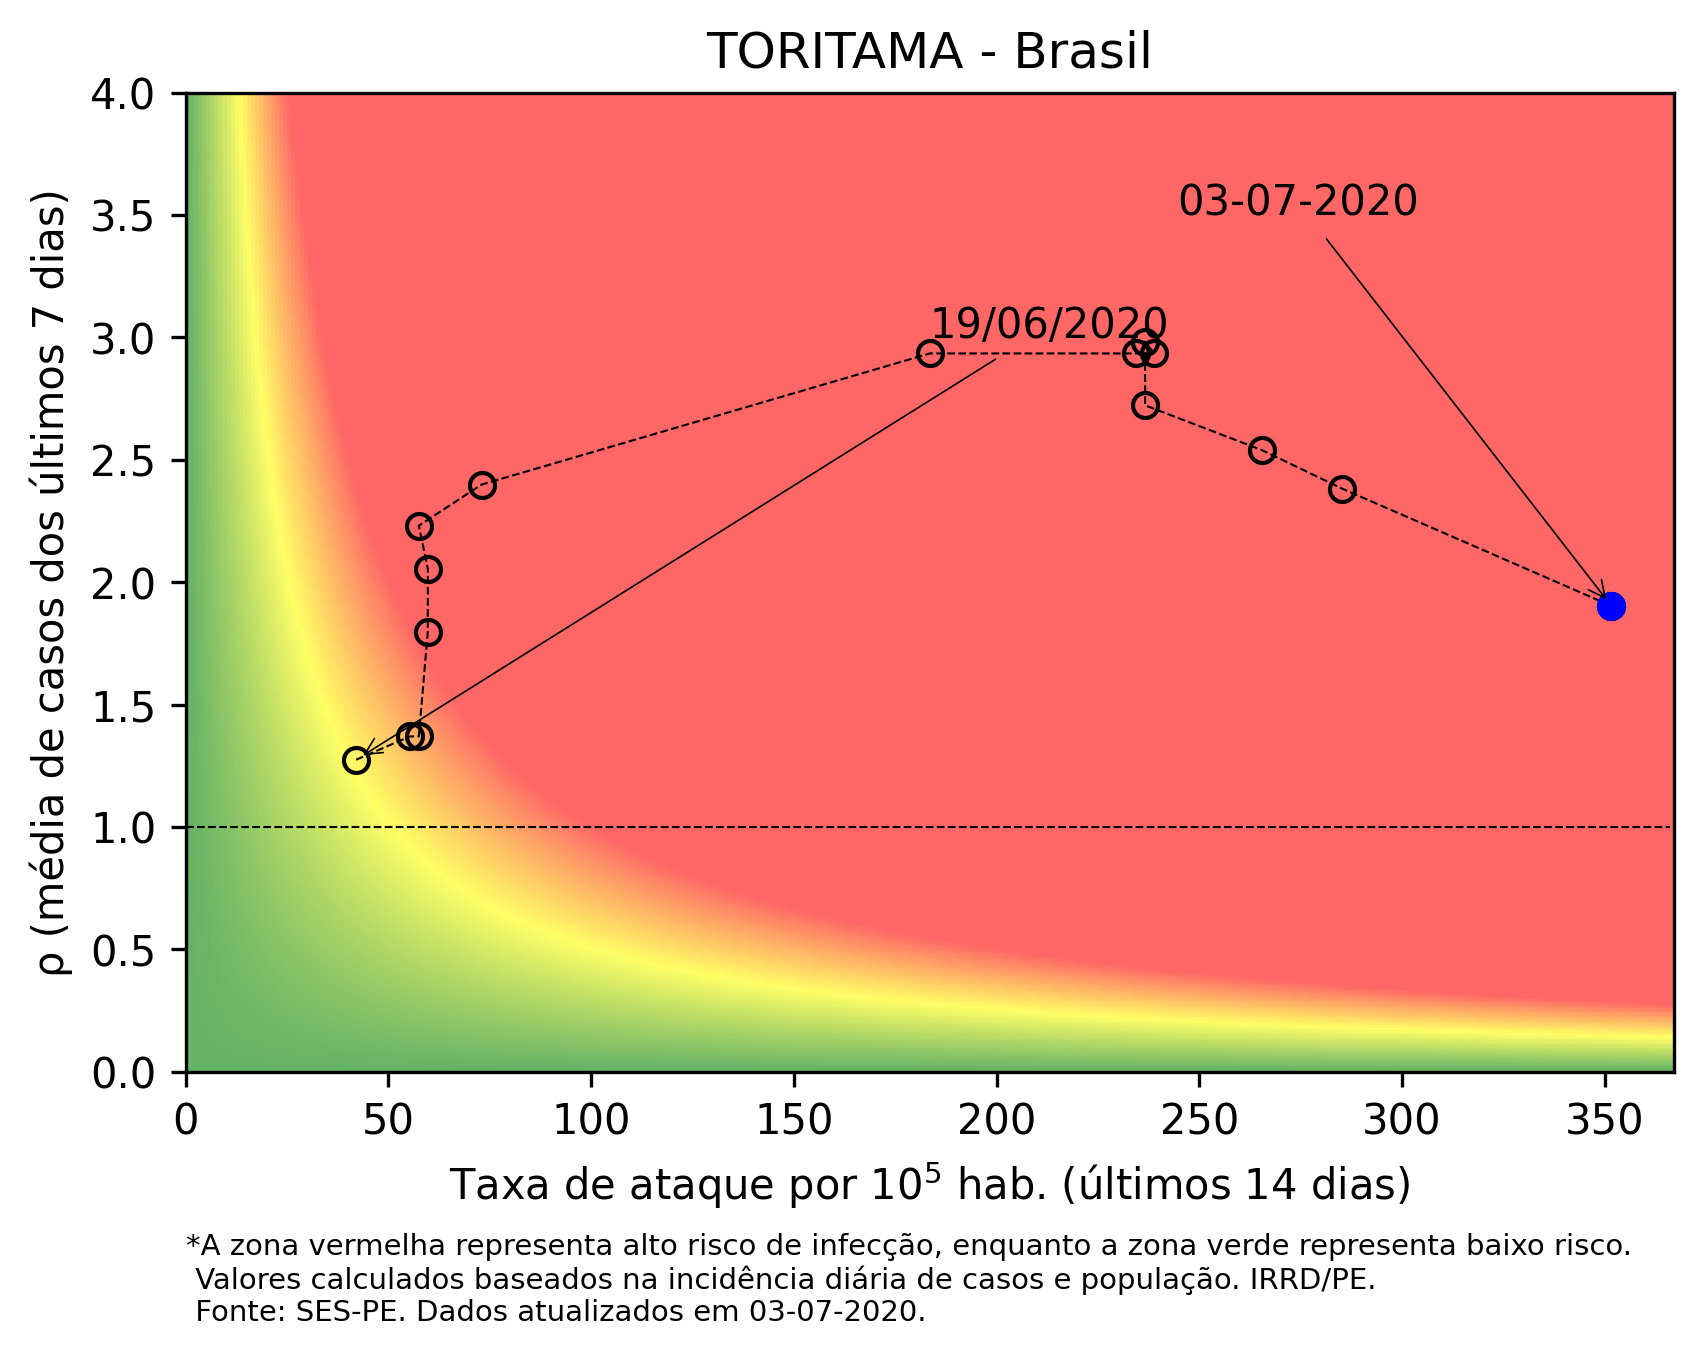 TORITAMA - Brasil
4.0
3.5
3.0
2.5
2.0
1.5
1.0
0.5
0.0
ρ (média de casos dos últimos 7 dias)
03-07-2020
19/06/2020
0 50 100 150 200 250 300 350
Taxa de ataque por 10⁵ hab. (últimos 14 dias)
*A zona vermelha representa alto risco de infecção, enquanto a zona verde representa baixo risco.
Valores calculados baseados na incidência diária de casos e população. IRRD/PE.
Fonte: SES-PE. Dados atualizados em 03-07-2020.